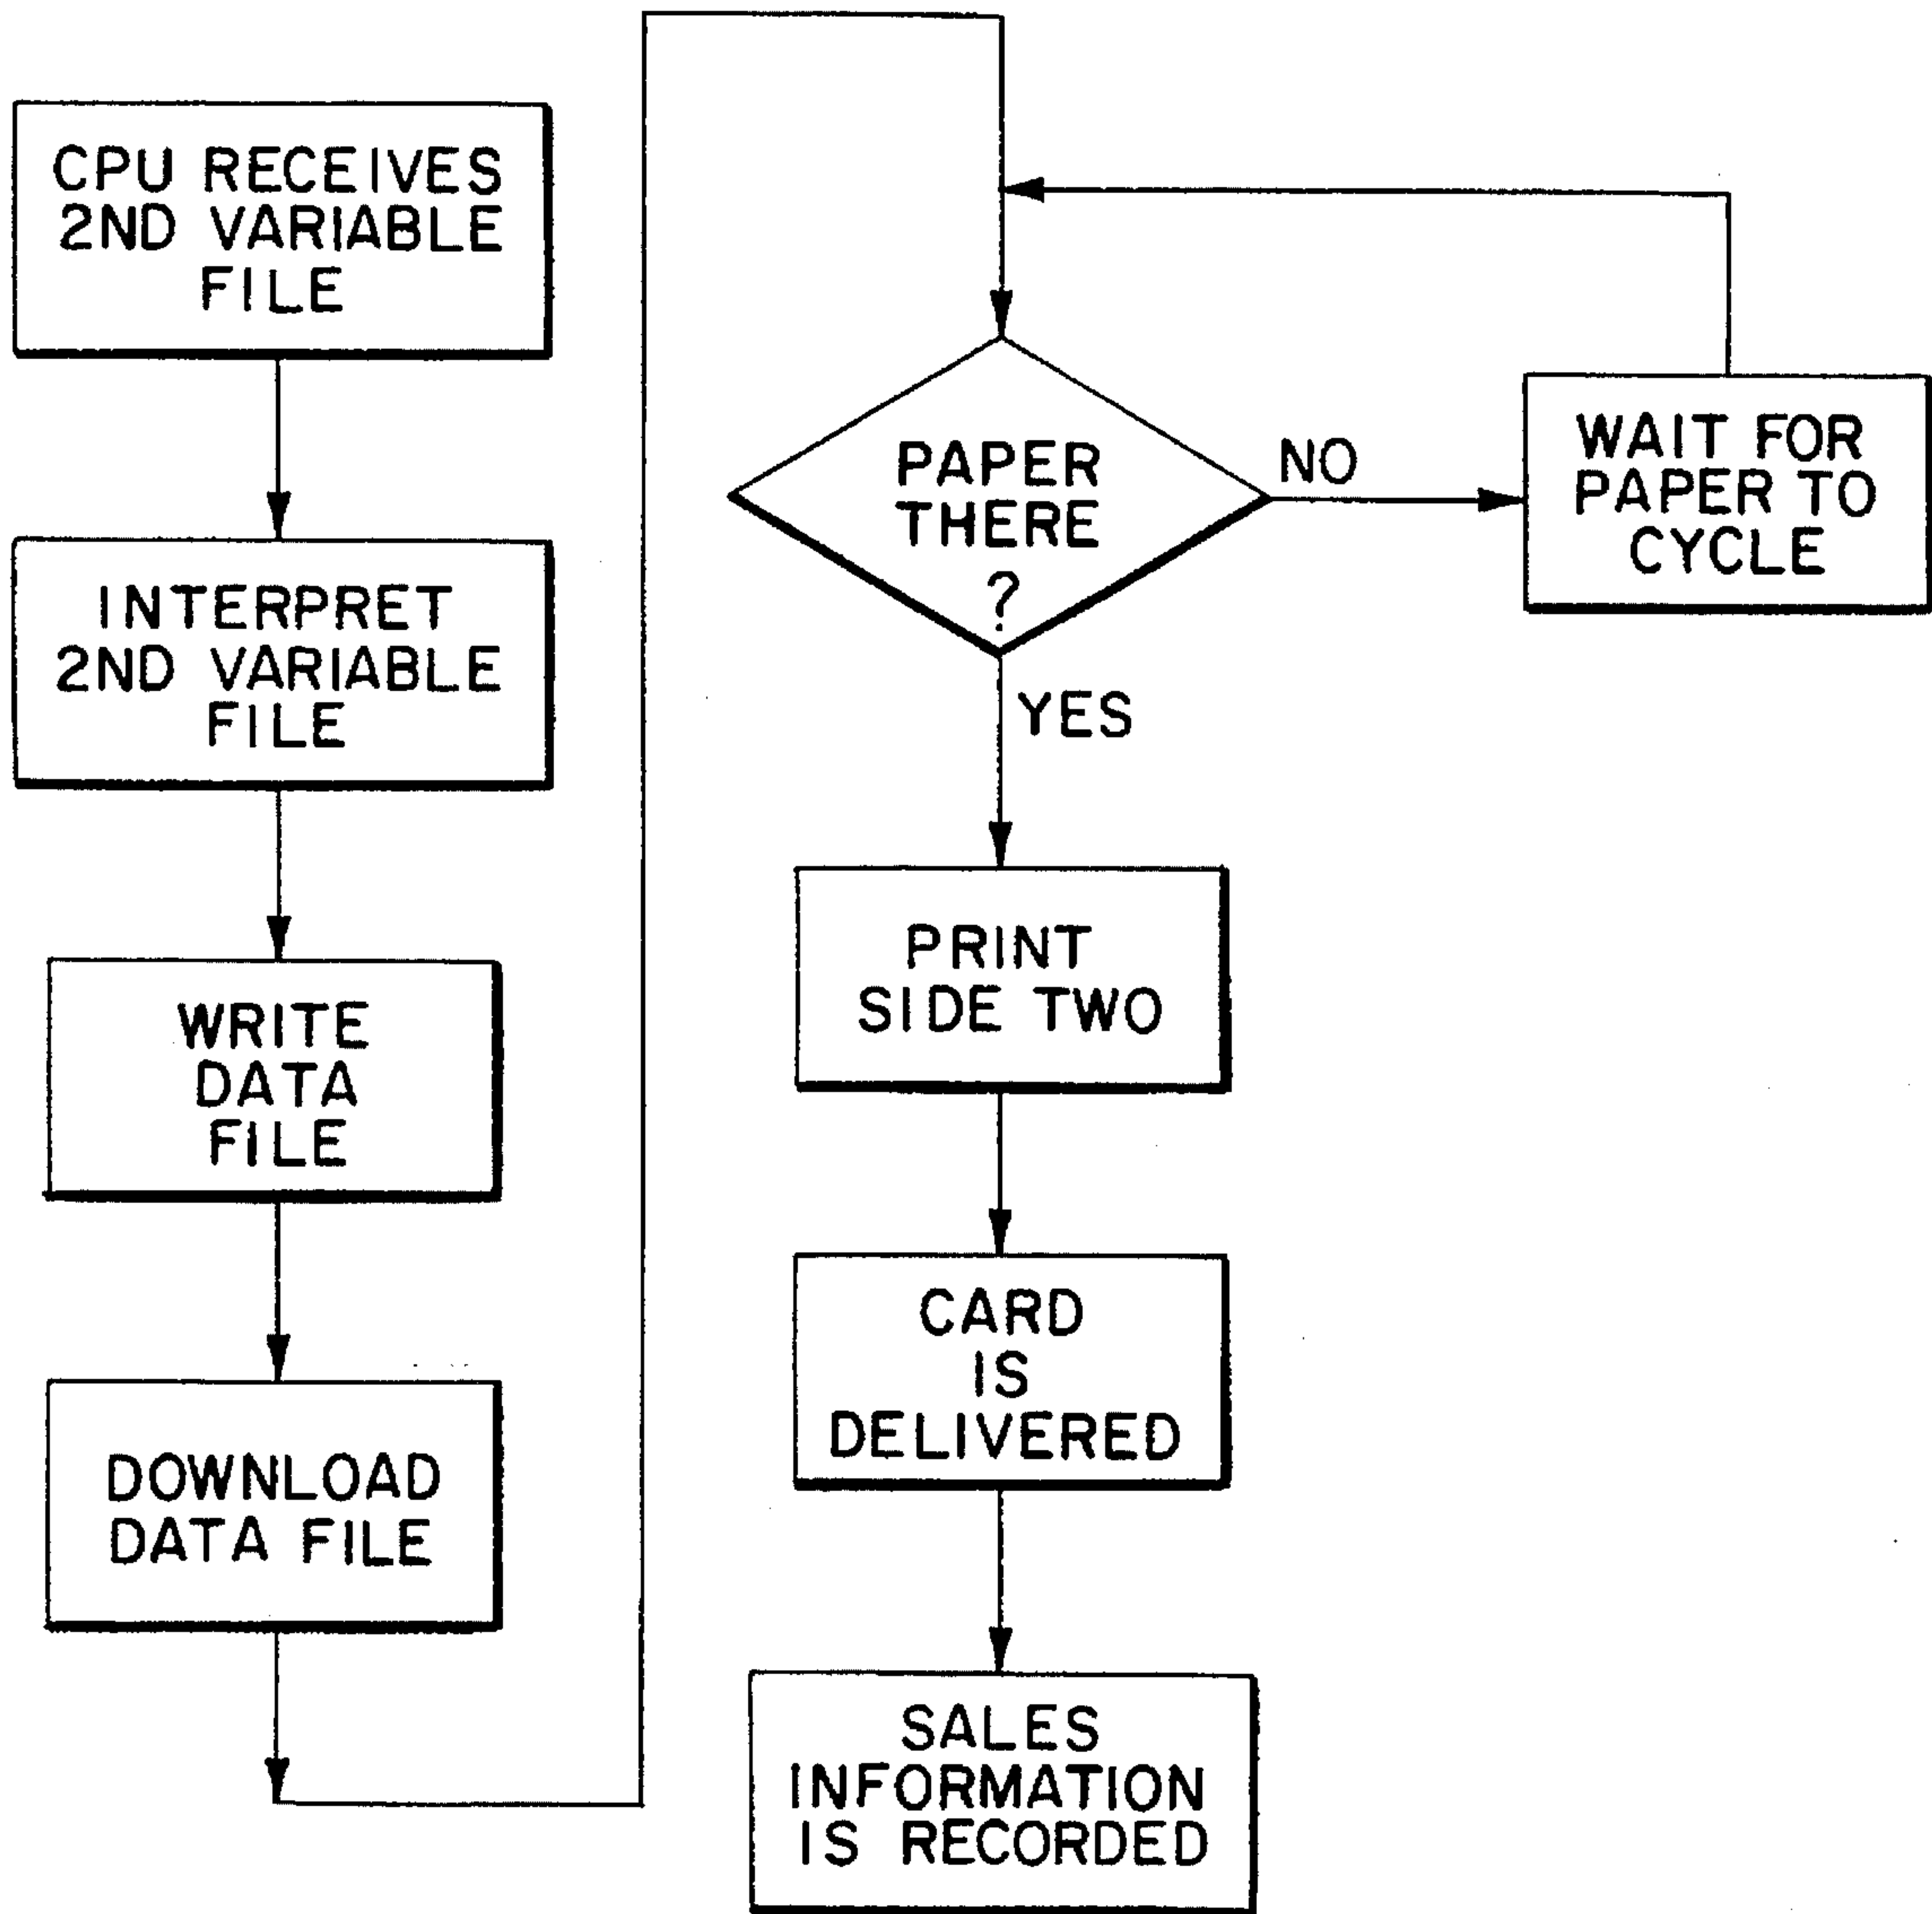 CPU RECEIVES
2ND VARIABLE
FILE
INTERPRET
2ND VARIABLE
FILE
WRITE
DATA
FILE
DOWNLOAD
DATA FILE
PAPER
THERE
?
NO
WAIT FOR
PAPER TO
CYCLE
YES
PRINT
SIDE TWO
CARD
IS
DELIVERED
SALES
INFORMATION
IS RECORDED